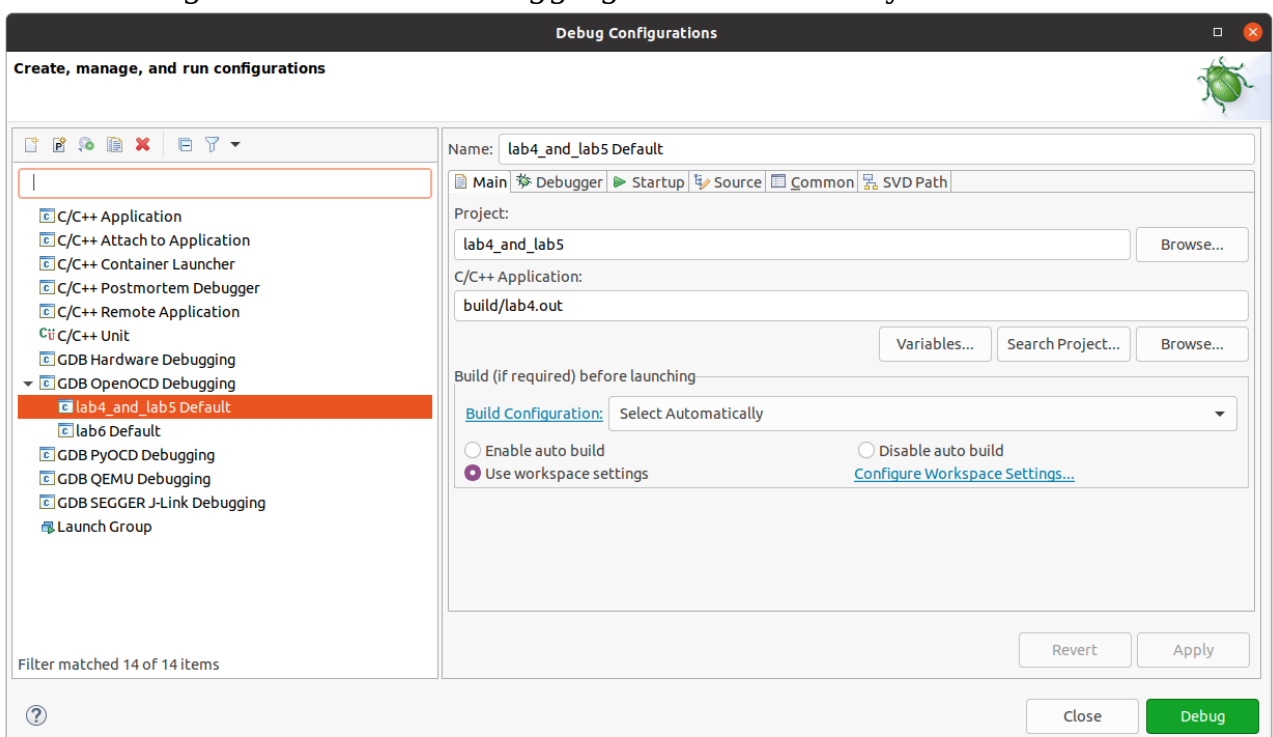 Debug Configurations
Create, manage, and run configurations
C/C++ Application
C/C++ Attach to Application
C/C++ Container Launcher
C/C++ Postmortem Debugger
C/C++ Remote Application
C/C++ Unit
GDB Hardware Debugging
GDB OpenOCD Debugging
lab4_and_lab5 Default
lab6 Default
GDB PyOCD Debugging
GDB QEMU Debugging
GDB SEGGER J-Link Debugging
Launch Group
Filter matched 14 of 14 items
Name: lab4_and_lab5 Default
Main Debugger Startup Source Common SVD Path
Project:
lab4_and_lab5 Browse...
C/C++ Application:
build/lab4.out
Variables... Search Project... Browse...
Build (if required) before launching
Build Configuration: Select Automatically
Enable auto build Disable auto build
Use workspace settings Configure Workspace Settings...
Revert Apply
Close Debug